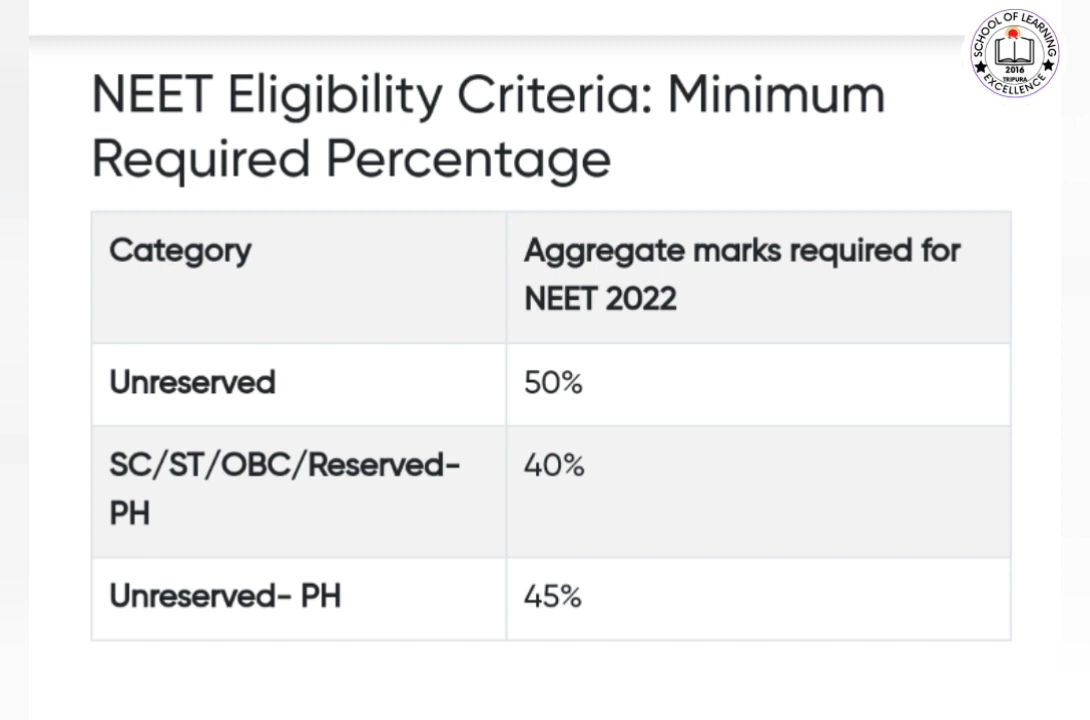 SCHOOL OF LEARNING
2016
TRIPURA
EXCELLENCE
NEET Eligibility Criteria: Minimum
Required Percentage
Category
Aggregate marks required for
NEET 2022
Unreserved
50%
SC/ST/OBC/Reserved-
PH
40%
Unreserved- PH
45%